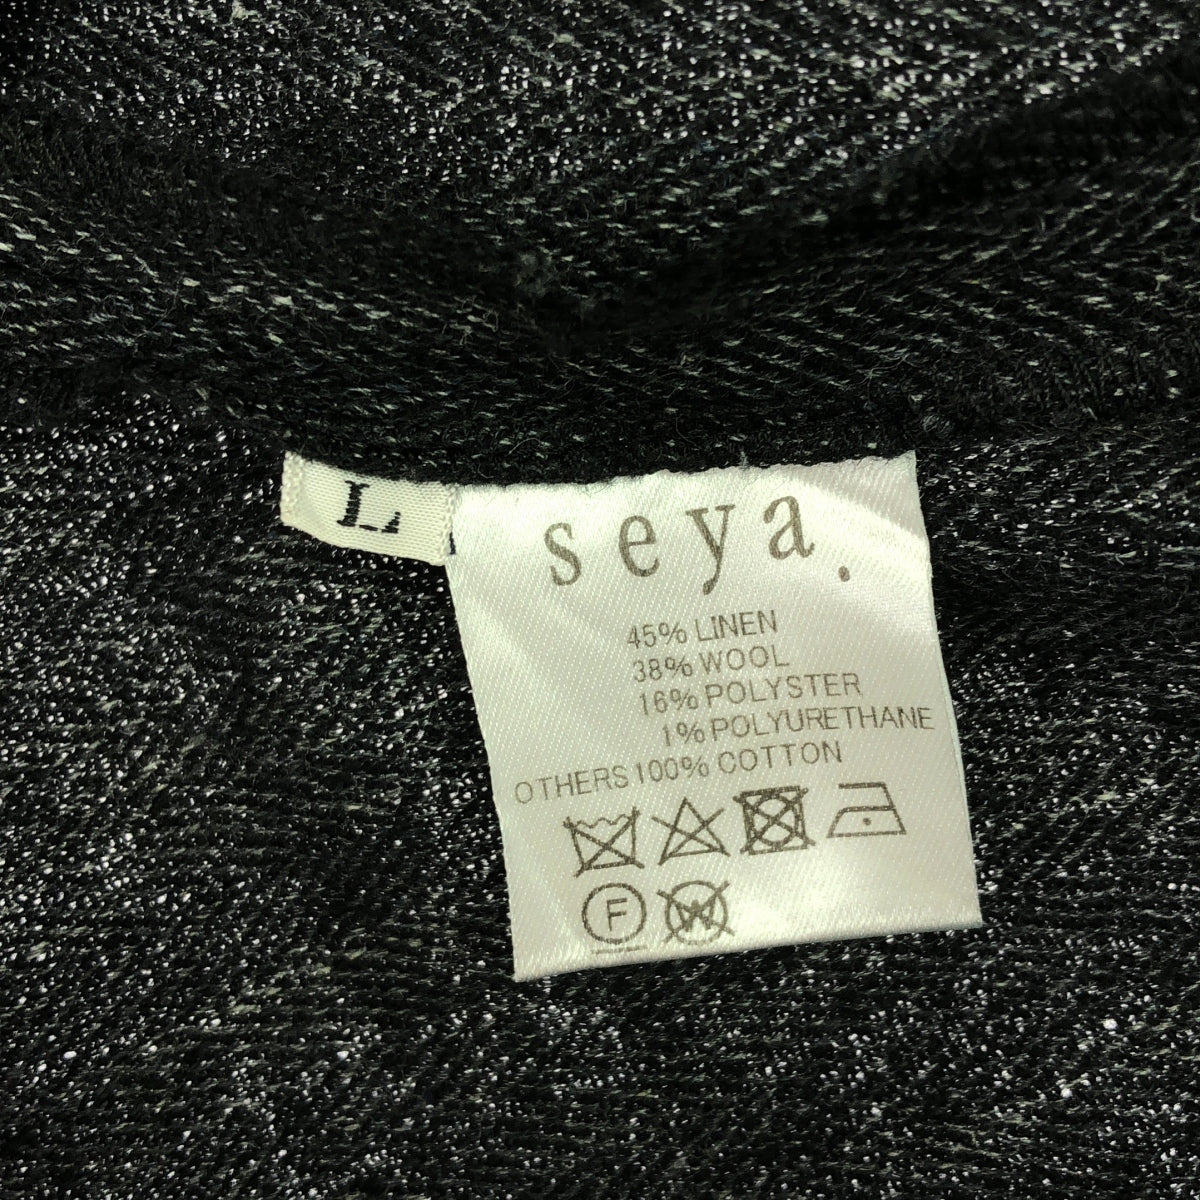 L
seya.
45% LINEN
38% WOOL
16% POLYSTER
1% POLYURETHANE
OTHERS 100% COTTON
F W